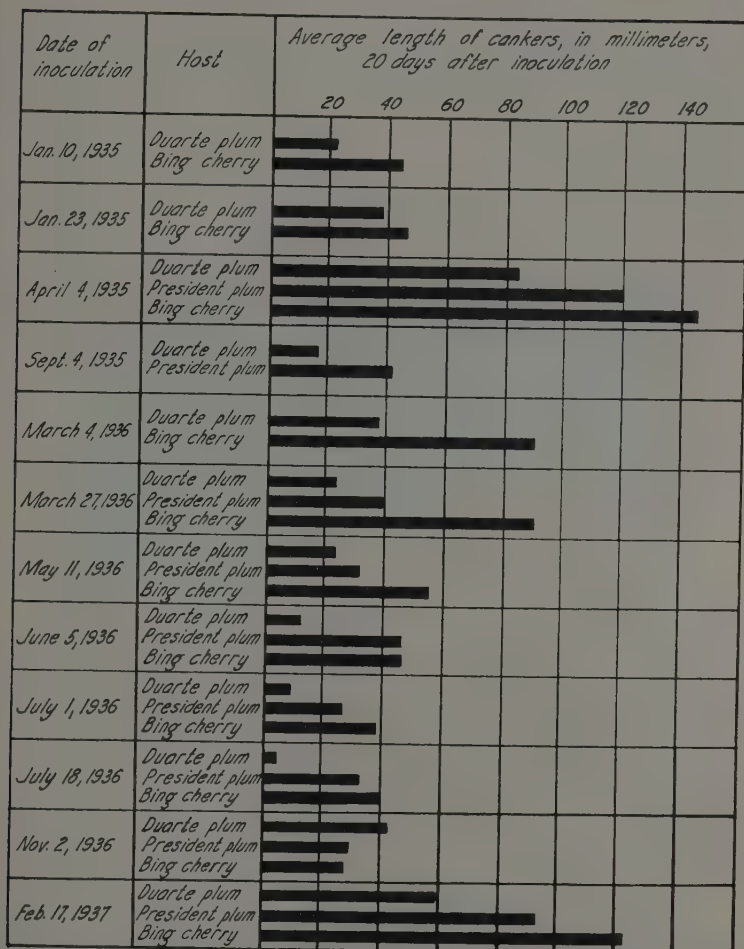 Date of
inoculation
Host
Average length of cankers, in millimeters,
20 days after inoculation
20 40 60 80 100 120 140
Jan. 10, 1935
Duarte plum
Bing cherry
Jan. 23, 1935
Duarte plum
Bing cherry
April 4, 1935
Duarte plum
President plum
Bing cherry
Sept. 4, 1935
Duarte plum
President plum
March 4, 1936
Duarte plum
Bing cherry
March 27, 1936
Duarte plum
President plum
Bing cherry
May 11, 1936
Duarte plum
President plum
Bing cherry
June 5, 1936
Duarte plum
President plum
Bing cherry
July 1, 1936
Duarte plum
President plum
Bing cherry
July 18, 1936
Duarte plum
President plum
Bing cherry
Nov. 2, 1936
Duarte plum
President plum
Bing cherry
Feb. 17, 1937
Duarte plum
President plum
Bing cherry